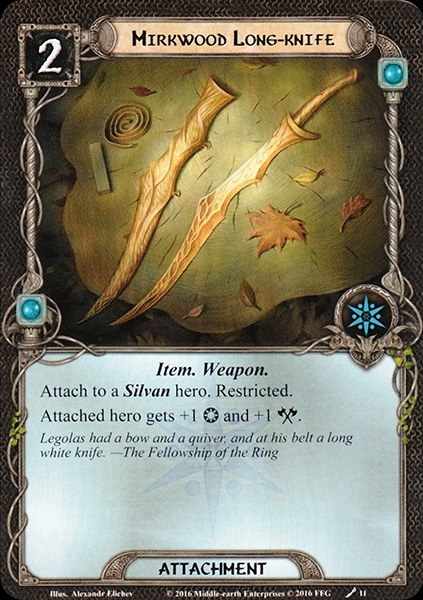 2
MIRKWOOD LONG-KNIFE
Item. Weapon.
Attach to a Silvan hero. Restricted.
Attached hero gets +1 and +1 .
Legolas had a bow and a quiver, and at his belt a long
white knife. —The Fellowship of the Ring
ATTACHMENT
Illus. Alexandr Elichev © 2016 Middle-earth Enterprises © 2016 FFG 11